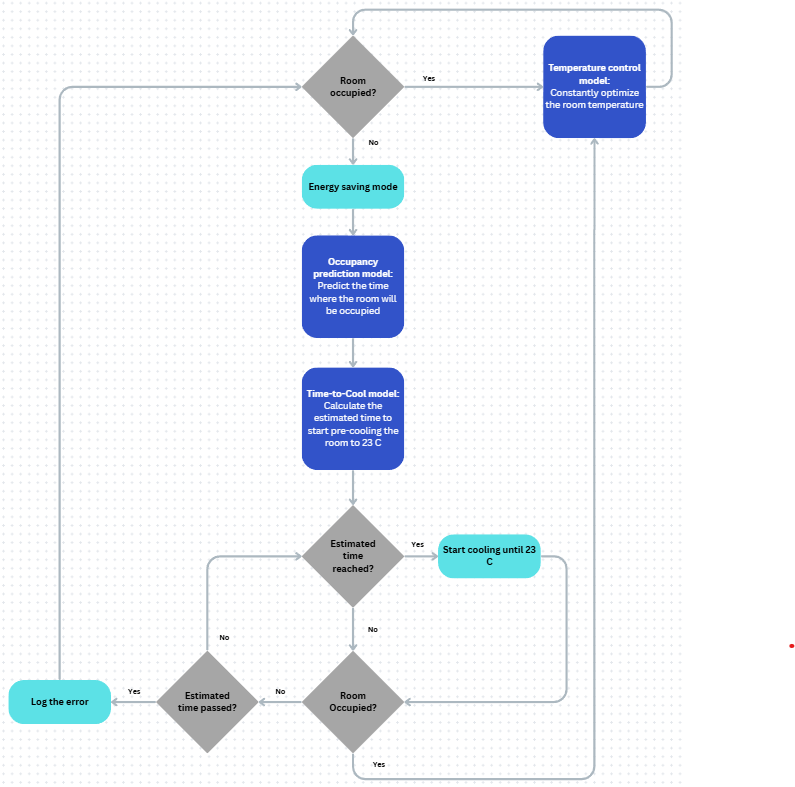 Room
occupied?
Yes
Temperature control
model:
Constantly optimize
the room temperature
No
Energy saving mode
Occupancy
prediction model:
Predict the time
where the room will
be occupied
Time-to-Cool model:
Calculate the
estimated time to
start pre-cooling the
room to 23 C
Estimated
time
reached?
Yes
Start cooling until 23
C
No
No
Log the error
Yes
Estimated
time passed?
No
Room
Occupied?
Yes